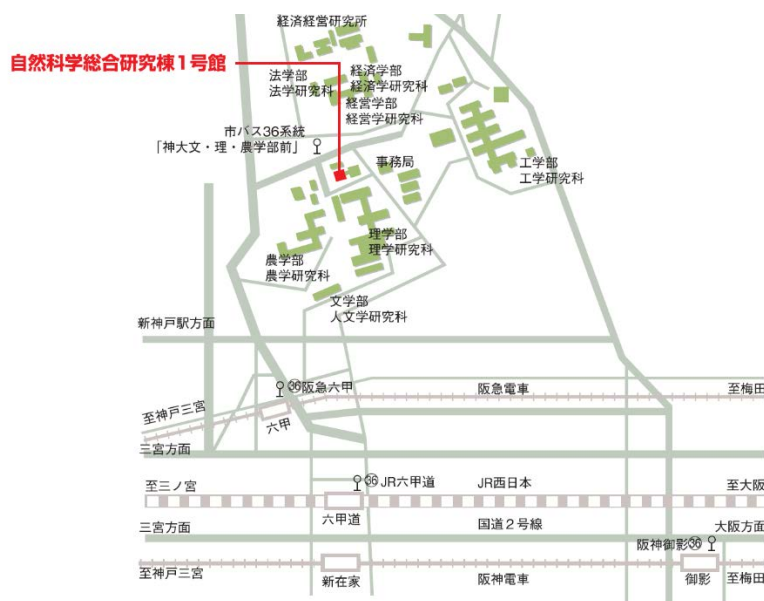 経済経営研究所
自然科学総合研究棟1号館
法学部
法学研究科
経済学部
経済学研究科
経営学部
経営学研究科
市バス36系統
「神大文・理・農学部前」
事務局
工学部
工学研究科
理学部
理学研究科
農学部
農学研究科
文学部
人文学研究科
新神戸駅方面
㊱阪急六甲
阪急電車
至梅田
至神戸三宮
六甲
三宮方面
至三ノ宮
㊱JR六甲道
JR西日本
至大阪
六甲道
三宮方面
国道2号線
大阪方面
阪神御影㊱
至神戸三宮
新在家
阪神電車
御影
至梅田